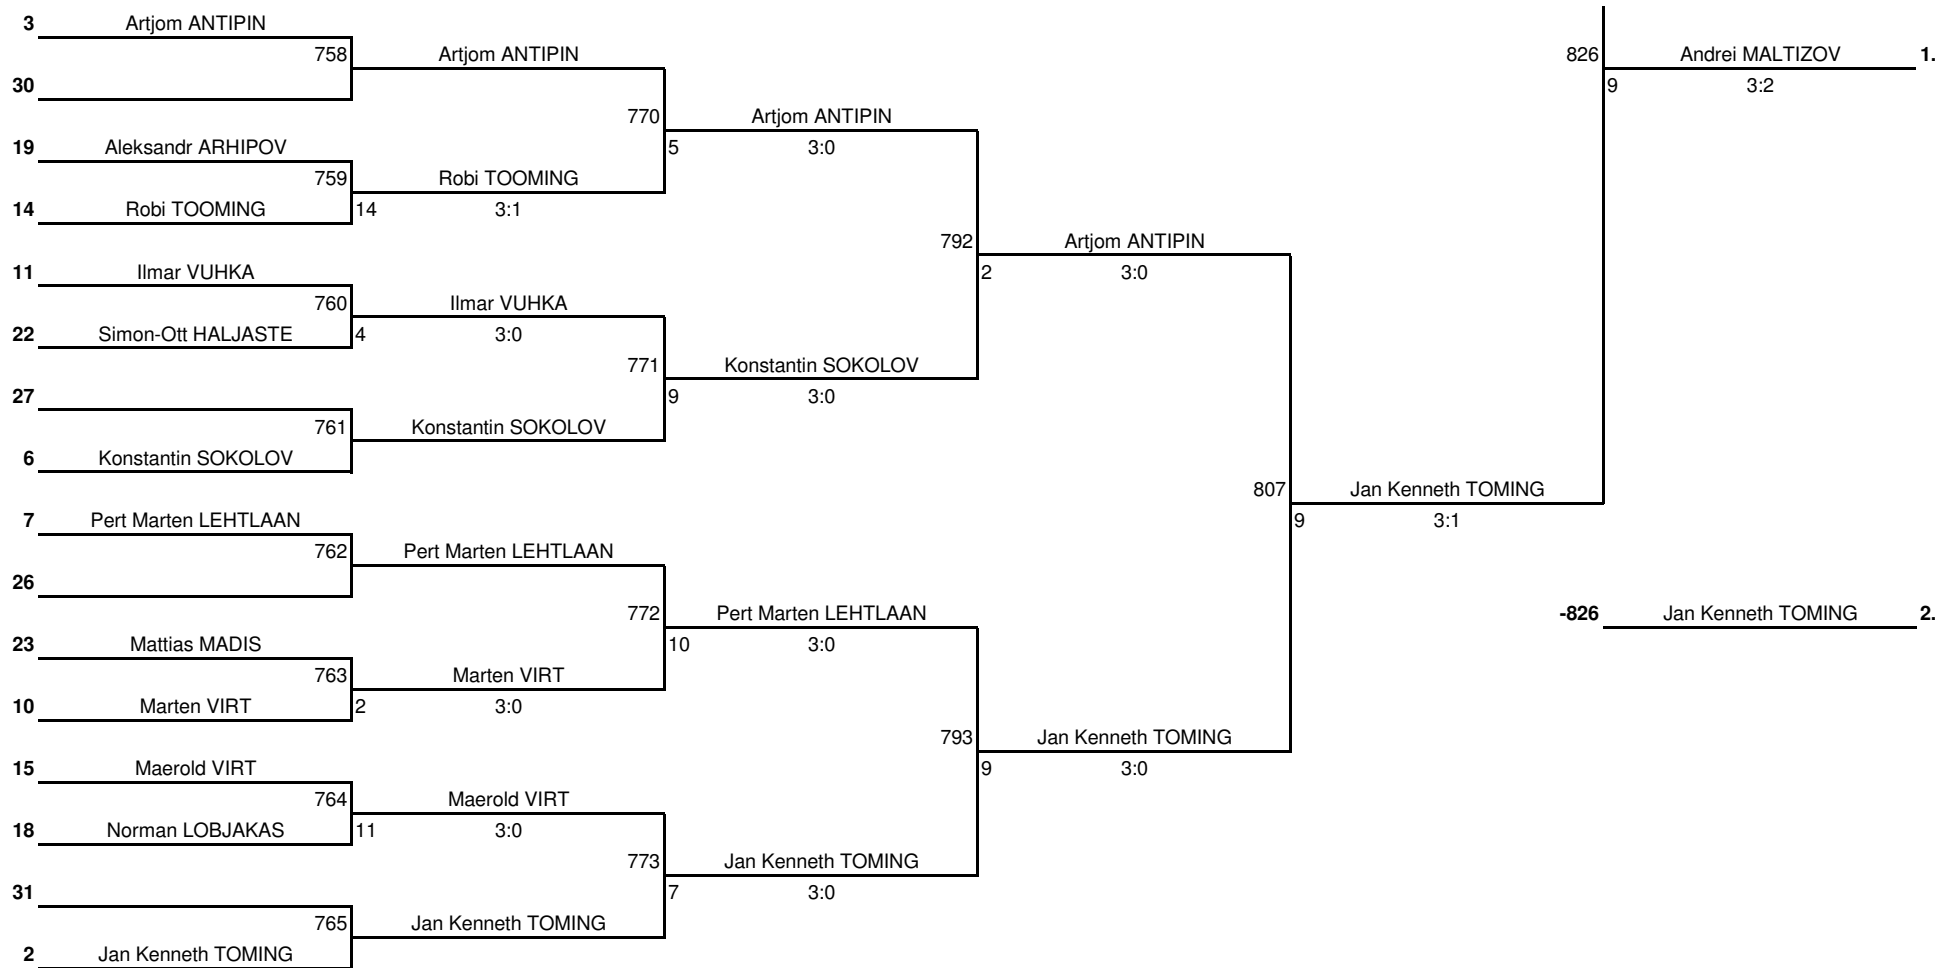 3 Artjom ANTIPIN
758 Artjom ANTIPIN 826 Andrei MALTIZOV 1.
30 9 3:2
770 Artjom ANTIPIN
19 Aleksandr ARHIPOV 5 3:0
759 Robi TOOMING
14 Robi TOOMING 14 3:1
792 Artjom ANTIPIN
11 Ilmar VUHKA 2 3:0
760 Ilmar VUHKA
22 Simon-Ott HALJASTE 4 3:0
771 Konstantin SOKOLOV
27 9 3:0
761 Konstantin SOKOLOV
6 Konstantin SOKOLOV
807 Jan Kenneth TOMING
7 Pert Marten LEHTLAAN 9 3:1
762 Pert Marten LEHTLAAN
26
772 Pert Marten LEHTLAAN -826 Jan Kenneth TOMING 2.
23 Mattias MADIS 10 3:0
763 Marten VIRT
10 Marten VIRT 2 3:0
793 Jan Kenneth TOMING
15 Maerold VIRT 9 3:0
764 Maerold VIRT
18 Norman LOBJAKAS 11 3:0
773 Jan Kenneth TOMING
31 7 3:0
765 Jan Kenneth TOMING
2 Jan Kenneth TOMING